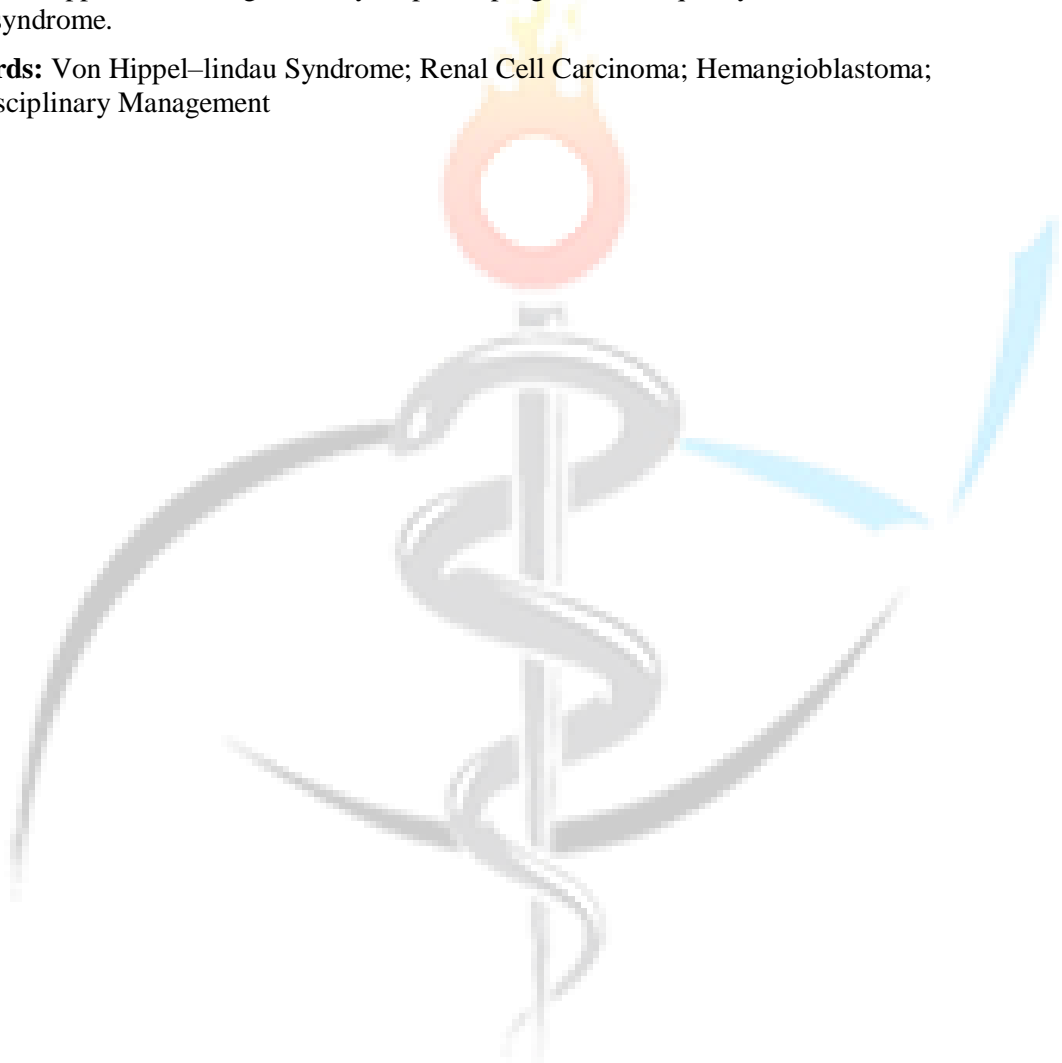 syndrome.
rds: Von Hippel–lindau Syndrome; Renal Cell Carcinoma; Hemangioblastoma;
sciplinary Management